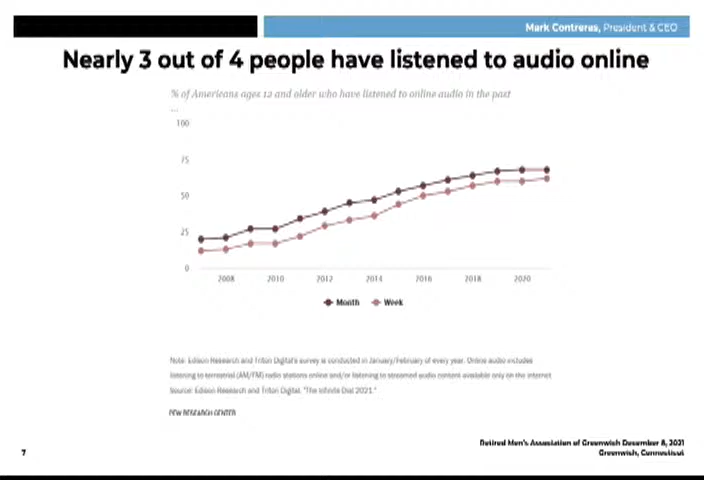 Mark Contreras, President & CEO
Nearly 3 out of 4 people have listened to audio online
% of Americans ages 12 and older who have listened to online audio in the past
...
100
75
50
25
0
2008 2010 2012 2014 2016 2018 2020
Month Week
Note: Edison Research and Triton Digital's survey is conducted in January/February of every year. Online audio includes
listening to terrestrial (AM/FM) radio stations online and/or listening to streamed audio content available only on the internet
Source: Edison Research and Triton Digital, "The Infinite Dial 2021."
PEW RESEARCH CENTER
Retired Men's Association of Greenwich December 8, 2021
Greenwich, Connecticut
7